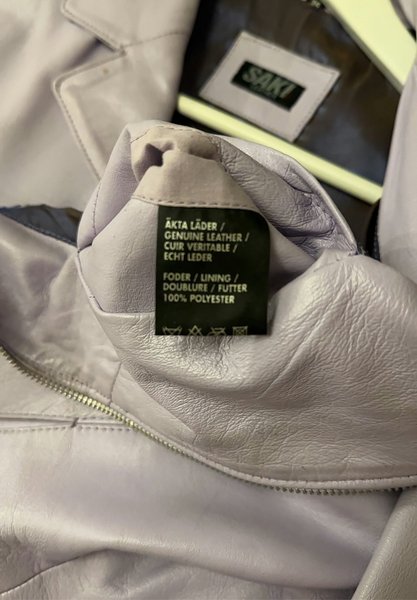 SAKI
ÄKTA LÄDER /
GENUINE LEATHER /
CUIR VERITABLE /
ECHT LEDER
FODER / LINING /
DOUBLURE / FUTTER
100% POLYESTER